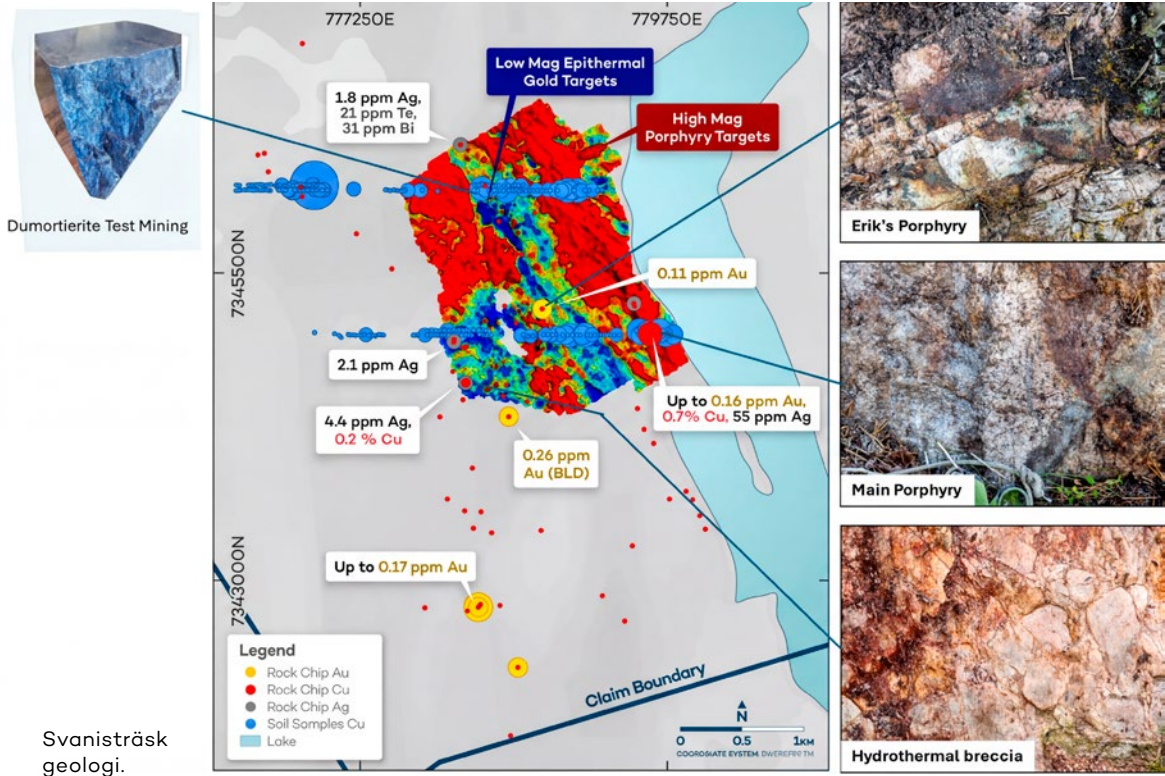 777250E
779750E
Low Mag Epithermal
Gold Targets
1.8 ppm Ag,
21 ppm Te,
31 ppm Bi
High Mag
Porphyry Targets
Dumortierite Test Mining
Erik's Porphyry
7345500N
0.11 ppm Au
2.1 ppm Ag
Up to 0.16 ppm Au,
0.7% Cu, 55 ppm Ag
4.4 ppm Ag,
0.2 % Cu
0.26 ppm
Au (BLD)
Main Porphyry
Up to 0.17 ppm Au
7343000N
Legend
Rock Chip Au
Rock Chip Cu
Rock Chip Ag
Soil Samples Cu
Lake
Claim Boundary
N
0 0.5 1KM
Hydrothermal breccia
Svanisträsk
geologi.